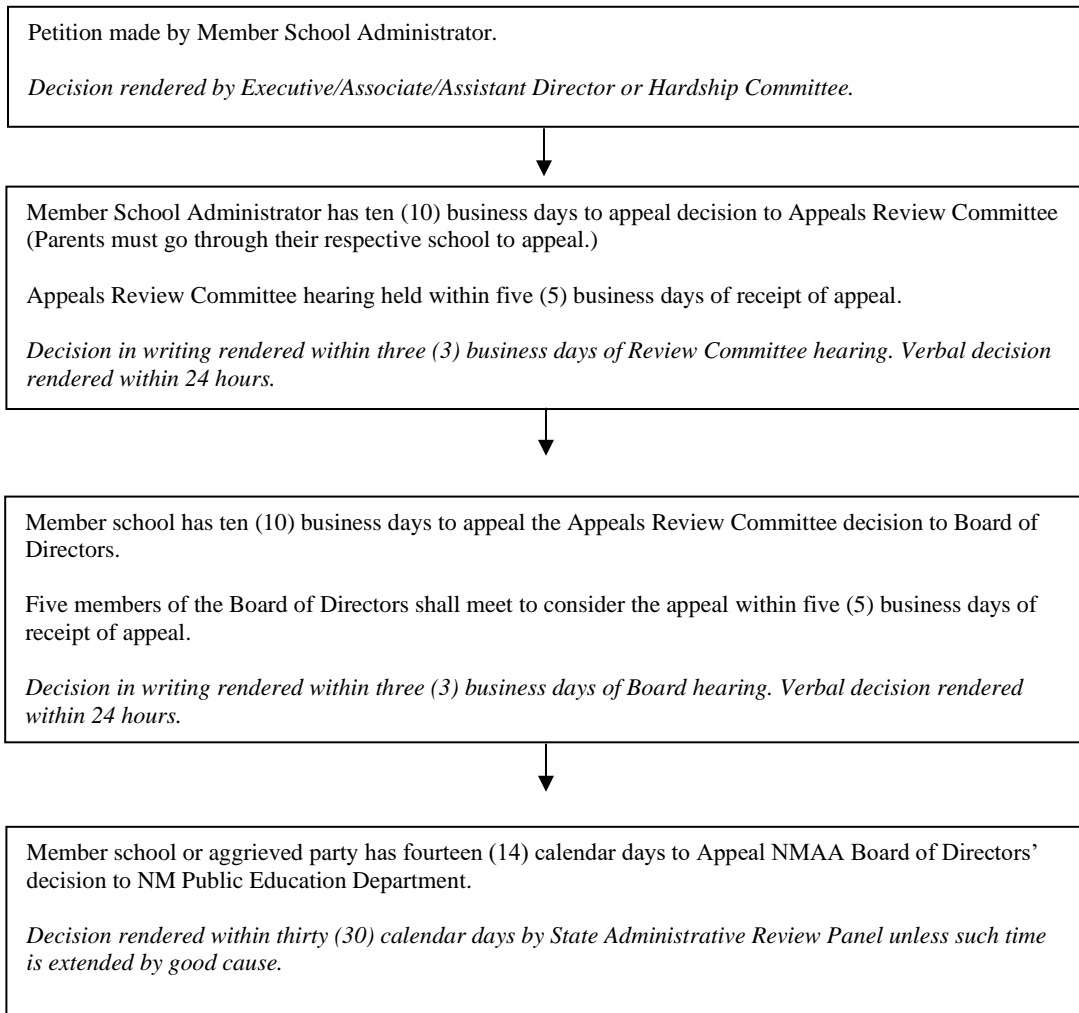 Petition made by Member School Administrator.
Decision rendered by Executive/Associate/Assistant Director or Hardship Committee.
Member School Administrator has ten (10) business days to appeal decision to Appeals Review Committee
(Parents must go through their respective school to appeal.)
Appeals Review Committee hearing held within five (5) business days of receipt of appeal.
Decision in writing rendered within three (3) business days of Review Committee hearing. Verbal decision
rendered within 24 hours.
Member school has ten (10) business days to appeal the Appeals Review Committee decision to Board of
Directors.
Five members of the Board of Directors shall meet to consider the appeal within five (5) business days of
receipt of appeal.
Decision in writing rendered within three (3) business days of Board hearing. Verbal decision rendered
within 24 hours.
Member school or aggrieved party has fourteen (14) calendar days to Appeal NMAA Board of Directors’
decision to NM Public Education Department.
Decision rendered within thirty (30) calendar days by State Administrative Review Panel unless such time
is extended by good cause.